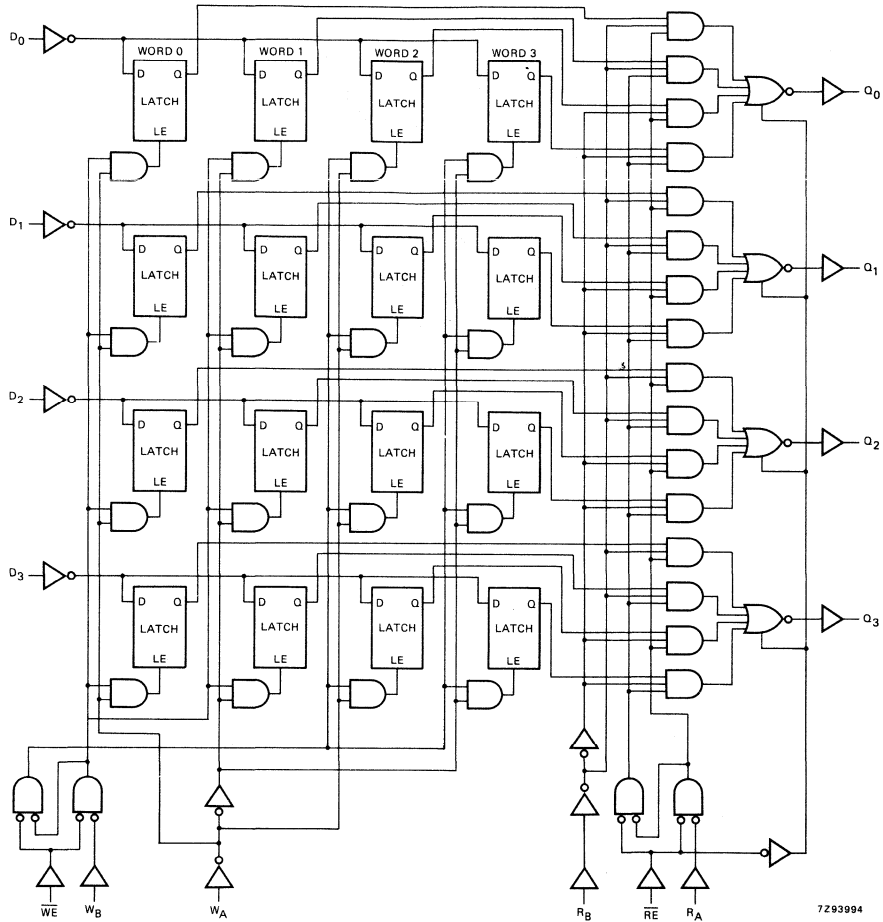 D0
WORD 0 WORD 1 WORD 2 WORD 3
D Q D Q D Q D Q
LATCH LATCH LATCH LATCH
LE LE LE LE
Q0
D1
D Q D Q D Q D Q
LATCH LATCH LATCH LATCH
LE LE LE LE
Q1
D2
D Q D Q D Q D Q
LATCH LATCH LATCH LATCH
LE LE LE LE
Q2
D3
D Q D Q D Q D Q
LATCH LATCH LATCH LATCH
LE LE LE LE
Q3
W̅E̅ WB WA RB R̅E̅ RA
7Z93994